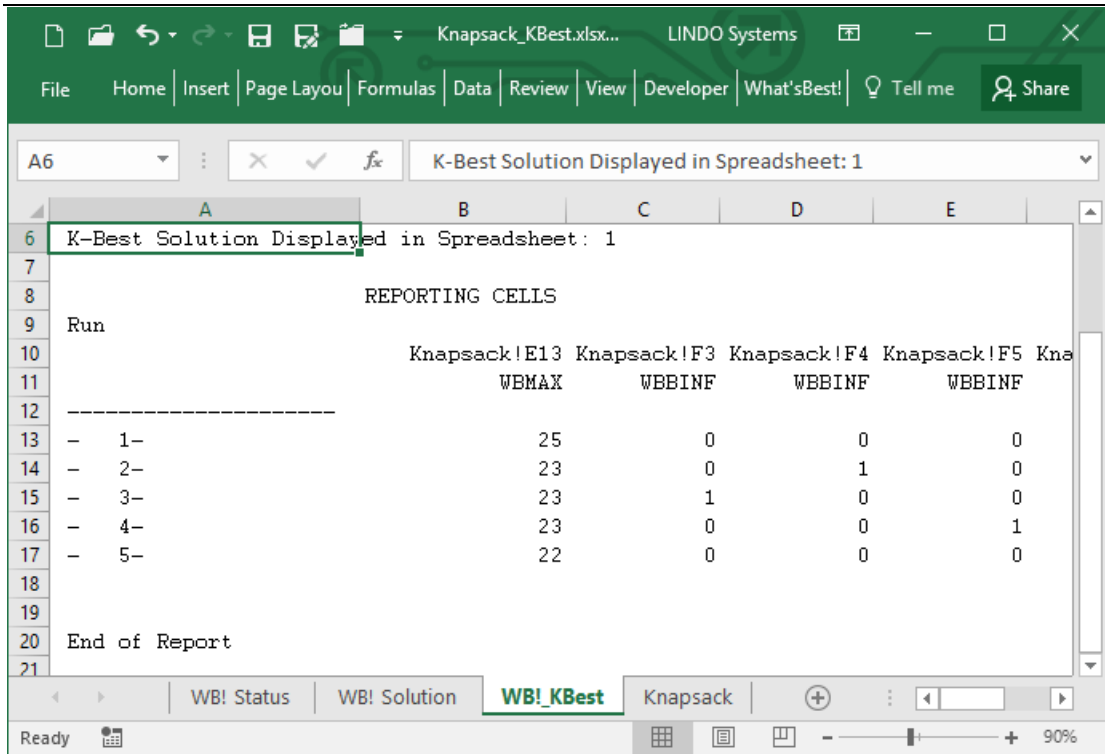 Knapsack_KBest.xlsx... LINDO Systems
File Home Insert Page Layou Formulas Data Review View Developer What'sBest! Tell me Share
A6 fx K-Best Solution Displayed in Spreadsheet: 1
A B C D E
6 K-Best Solution Displayed in Spreadsheet: 1
7
8 REPORTING CELLS
9 Run
10 Knapsack!E13 Knapsack!F3 Knapsack!F4 Knapsack!F5 Kna
11 WBMAX WBBINF WBBINF WBBINF
12 ---------------------
13 - 1- 25 0 0 0
14 - 2- 23 0 1 0
15 - 3- 23 1 0 0
16 - 4- 23 0 0 1
17 - 5- 22 0 0 0
18
19
20 End of Report
21
WB! Status WB! Solution WB!_KBest Knapsack
Ready 90%